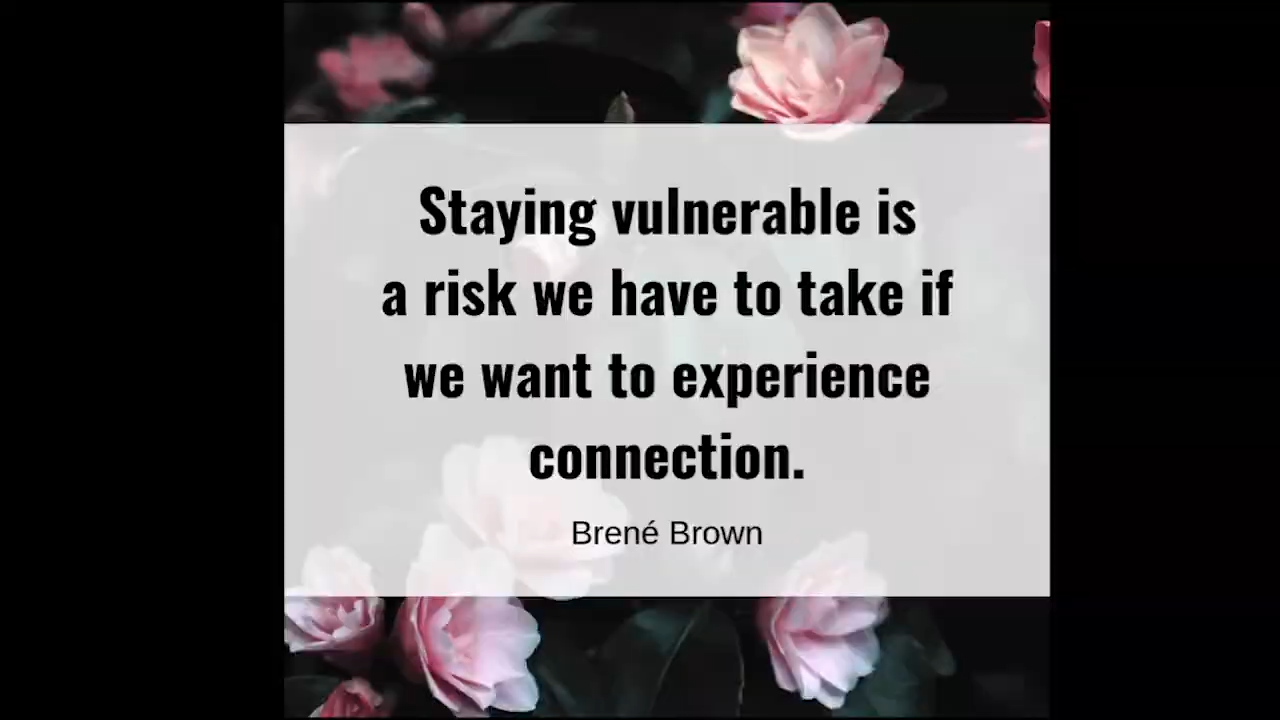 Staying vulnerable is
a risk we have to take if
we want to experience
connection.
Brené Brown